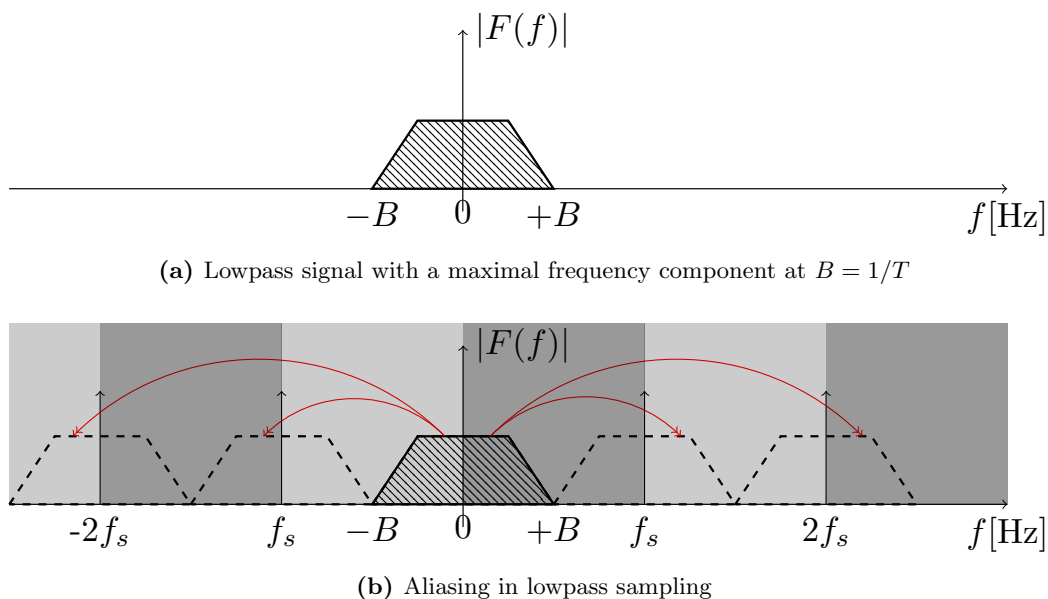 |F(f)|
−B 0 +B f[Hz]
(a) Lowpass signal with a maximal frequency component at B = 1/T
|F(f)|
-2f_s f_s −B 0 +B f_s 2f_s f[Hz]
(b) Aliasing in lowpass sampling